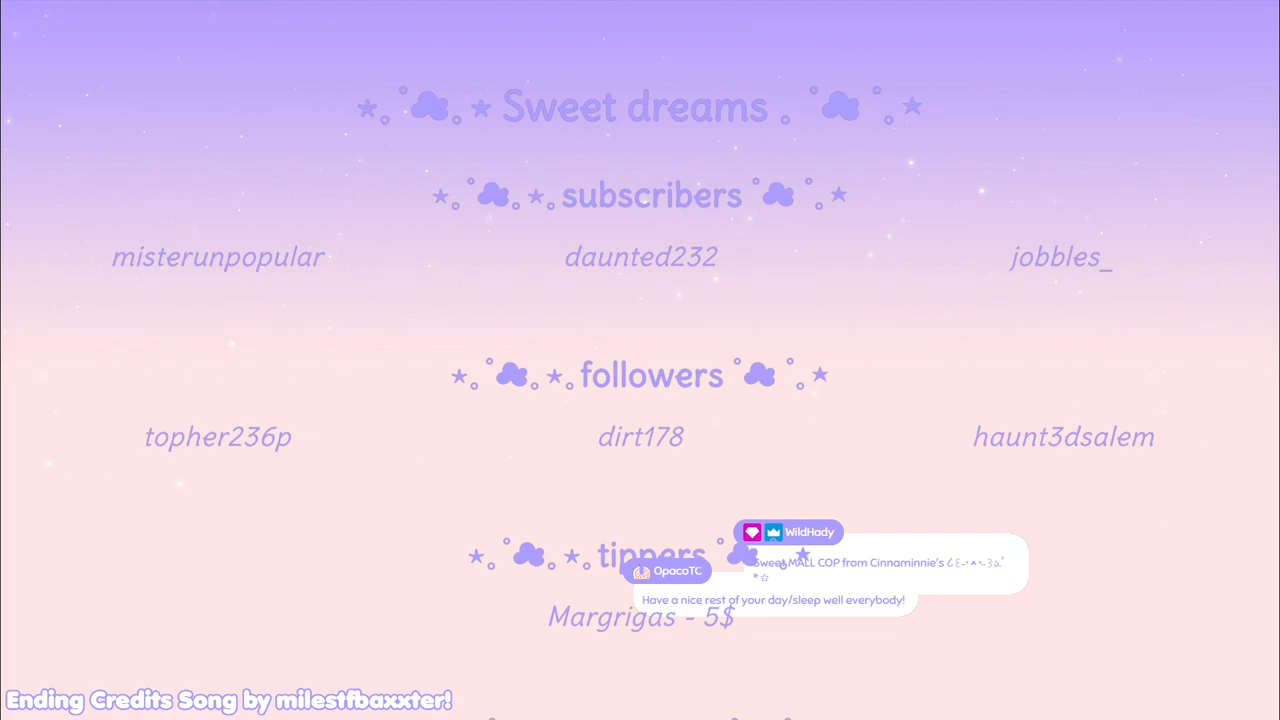 Sweet dreams
subscribers
misterunpopular daunted232 jobbles_
followers
topher236p dirt178 haunt3dsalem
tippers
WildHady
Sweet MALL COP from Cinnaminnie's
OpacoTC
Have a nice rest of your day/sleep well everybody!
Margrigas - 5$
Ending Credits Song by milestfbaxxter!